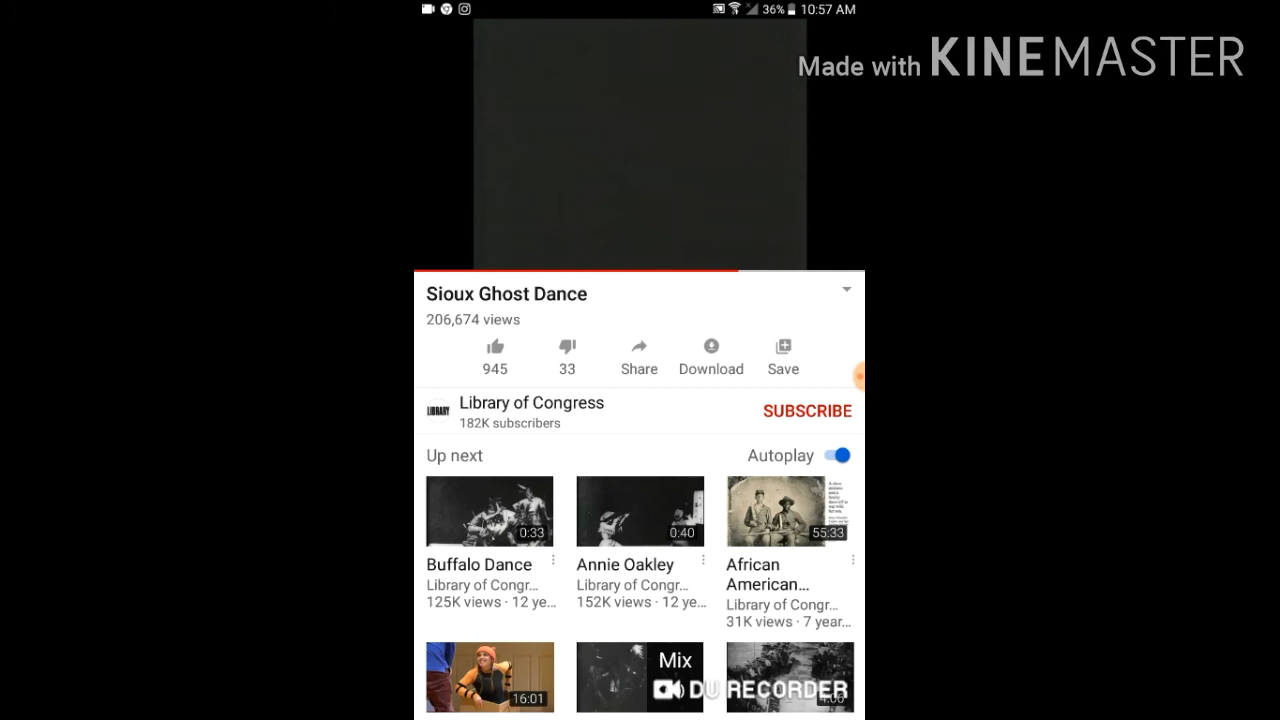 36% 10:57 AM
Made with KINEMASTER
Sioux Ghost Dance
206,674 views
945 33 Share Download Save
LIBRARY
Library of Congress
182K subscribers
SUBSCRIBE
Up next Autoplay
0:33 0:40 55:33
Buffalo Dance
Library of Congr...
125K views · 12 ye...
Annie Oakley
Library of Congr...
152K views · 12 ye...
African
American...
Library of Congr...
31K views · 7 year...
16:01
Mix
DU RECORDER